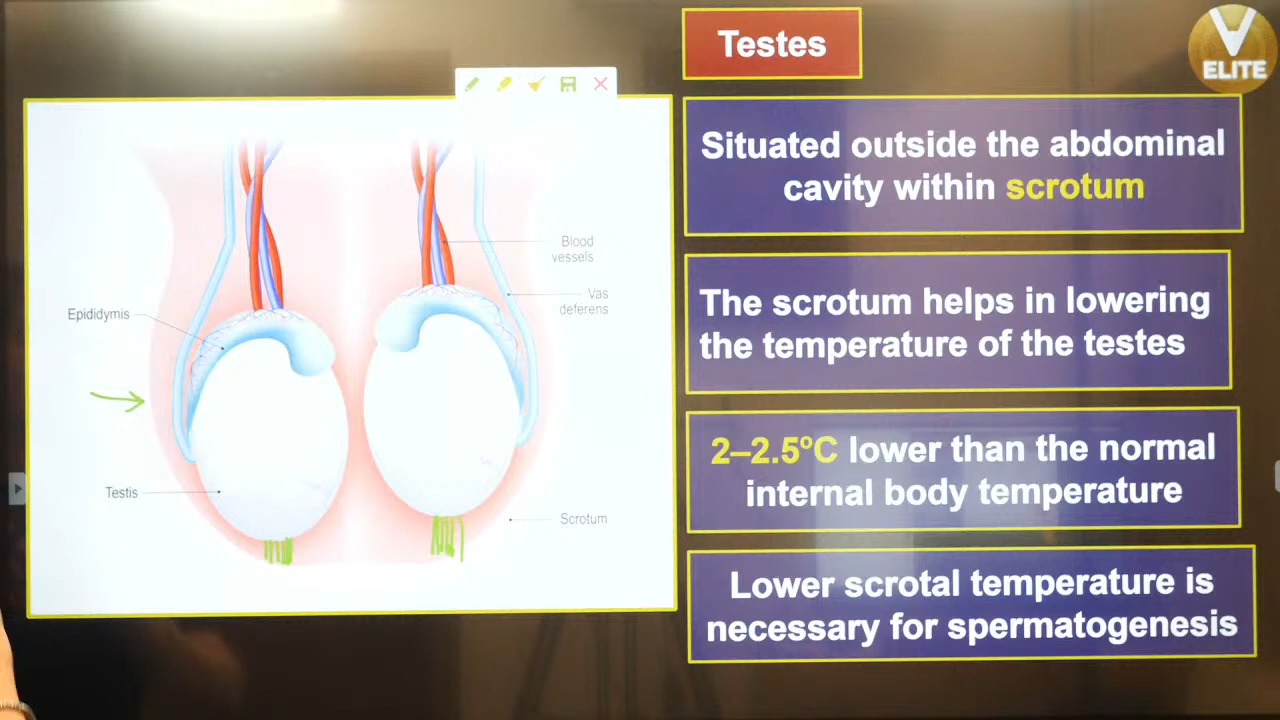 Testes
V
ELITE
Situated outside the abdominal
cavity within scrotum
Blood
vessels
Vas
deferens
Epididymis
The scrotum helps in lowering
the temperature of the testes
2–2.5ºC lower than the normal
internal body temperature
Testis
Scrotum
Lower scrotal temperature is
necessary for spermatogenesis